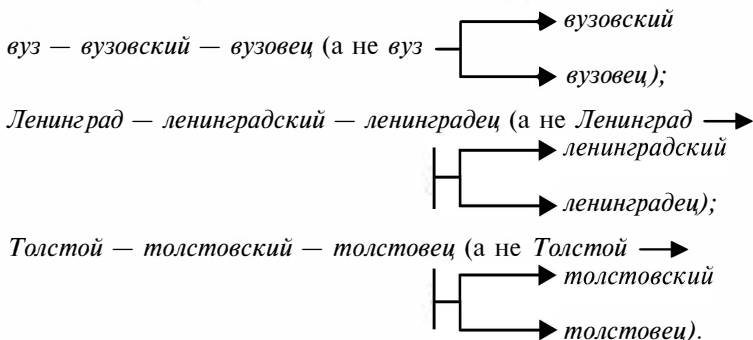 вузовский
вуз — вузовский — вузовец (а не вуз
вузовец);
Ленинград — ленинградский — ленинградец (а не Ленинград
ленинградский
ленинградец);
Толстой — толстовский — толстовец (а не Толстой
толстовский
толстовец).